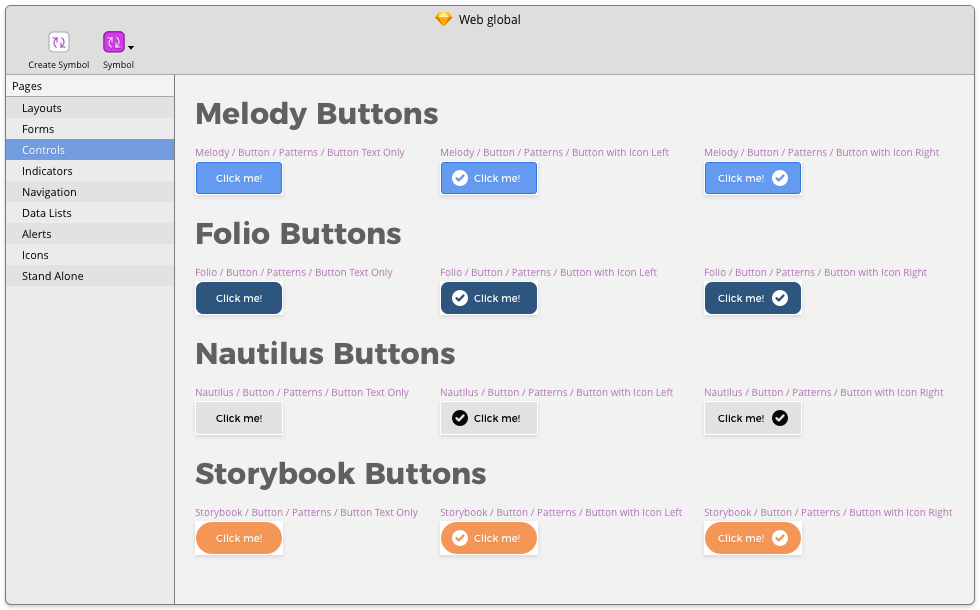 Web global
Create Symbol
Symbol
Pages
Layouts
Forms
Controls
Indicators
Navigation
Data Lists
Alerts
Icons
Stand Alone
Melody Buttons
Melody / Button / Patterns / Button Text Only
Melody / Button / Patterns / Button with Icon Left
Melody / Button / Patterns / Button with Icon Right
Click me!
Click me!
Click me!
Folio Buttons
Folio / Button / Patterns / Button Text Only
Folio / Button / Patterns / Button with Icon Left
Folio / Button / Patterns / Button with Icon Right
Click me!
Click me!
Click me!
Nautilus Buttons
Nautilus / Button / Patterns / Button Text Only
Nautilus / Button / Patterns / Button with Icon Left
Nautilus / Button / Patterns / Button with Icon Right
Click me!
Click me!
Click me!
Storybook Buttons
Storybook / Button / Patterns / Button Text Only
Storybook / Button / Patterns / Button with Icon Left
Storybook / Button / Patterns / Button with Icon Right
Click me!
Click me!
Click me!